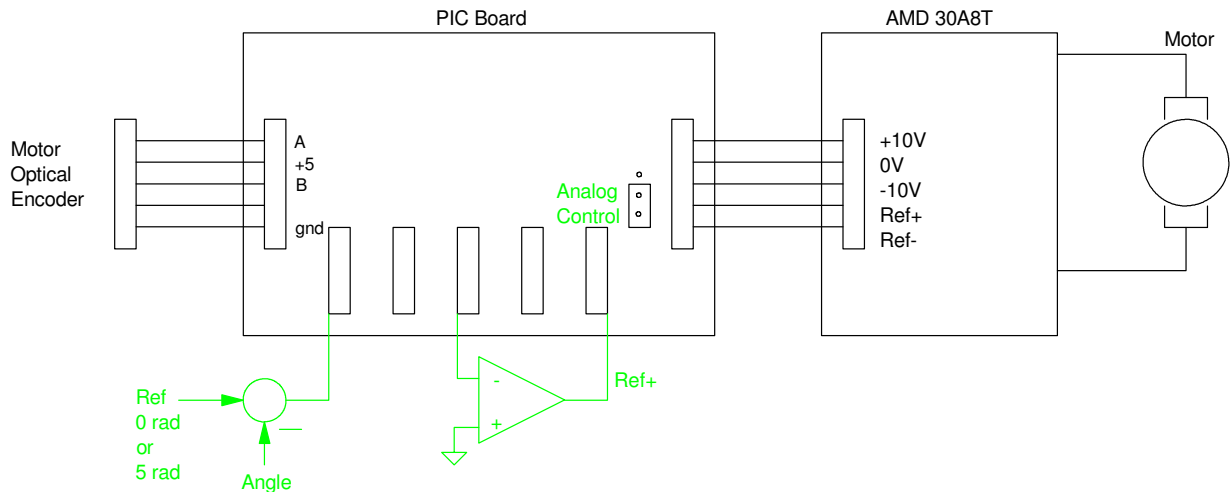 PIC Board
AMD 30A8T
Motor
Motor
Optical
Encoder
A
+5
B
gnd
Analog
Control
+10V
0V
-10V
Ref+
Ref-
Ref
0 rad
or
5 rad
Angle
-
+
Ref+